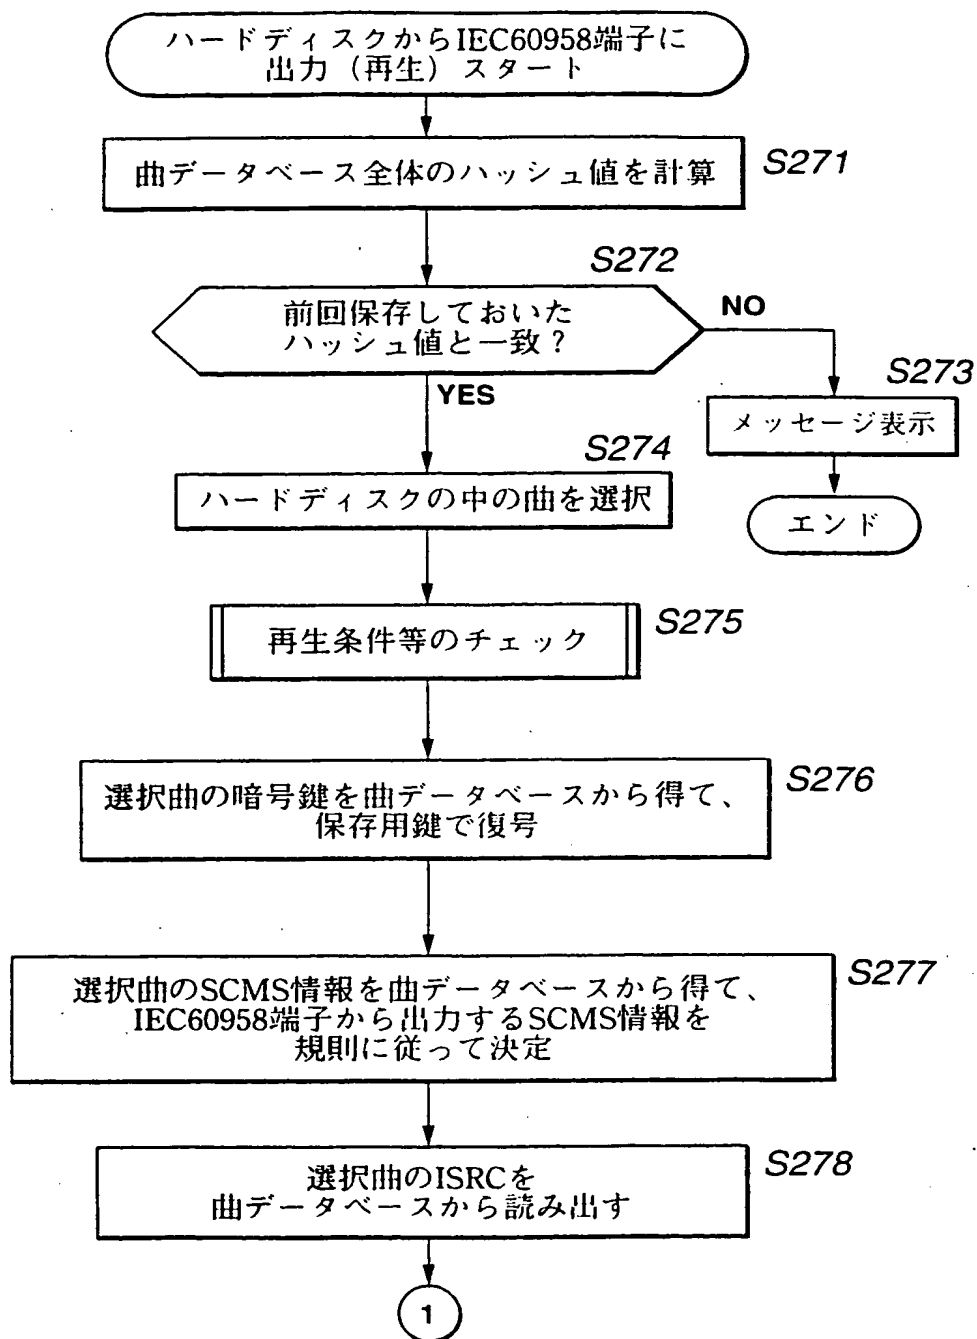 ハードディスクからIEC60958端子に
出力（再生）スタート
曲データベース全体のハッシュ値を計算
S271
S272
前回保存しておいた
ハッシュ値と一致？
NO
YES
S273
メッセージ表示
エンド
S274
ハードディスクの中の曲を選択
再生条件等のチェック
S275
選択曲の暗号鍵を曲データベースから得て、
保存用鍵で復号
S276
選択曲のSCMS情報を曲データベースから得て、
IEC60958端子から出力するSCMS情報を
規則に従って決定
S277
選択曲のISRCを
曲データベースから読み出す
S278
1